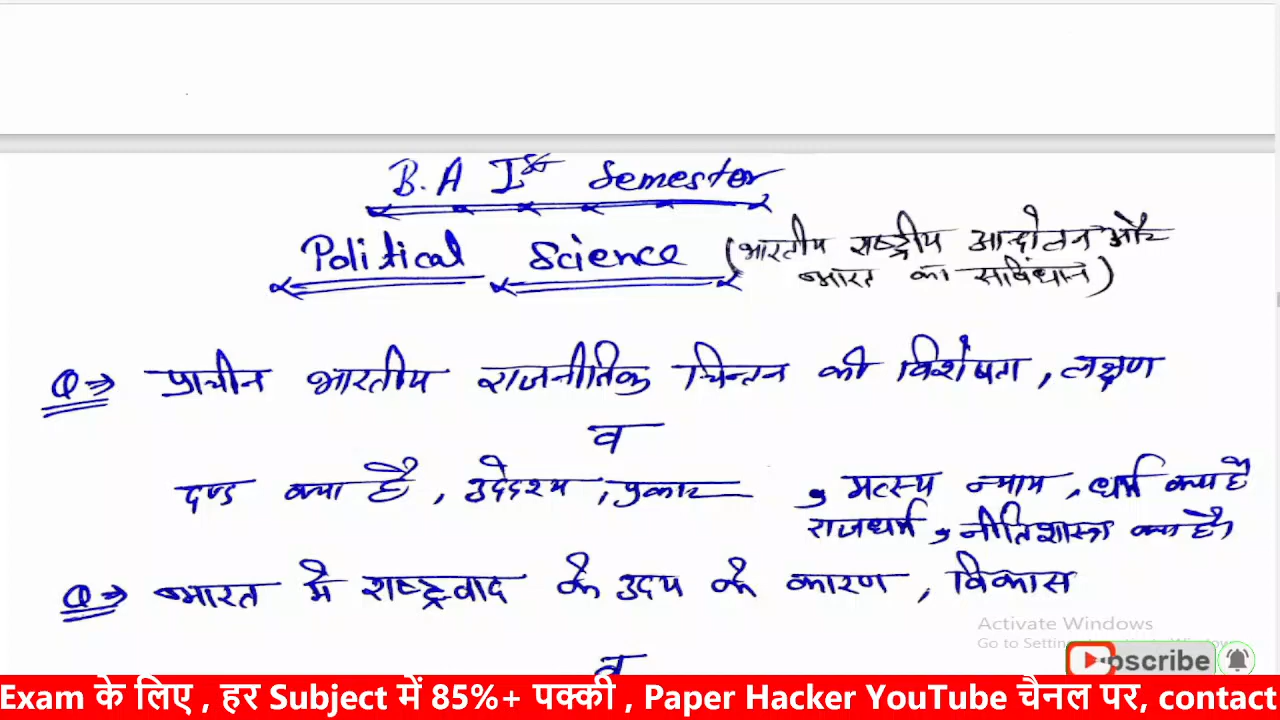 B.A Ist Semester
Political Science (भारतीय राष्ट्रीय आन्दोलन और
भारत का संविधान)
Q⇒ प्राचीन भारतीय राजनीतिक चिन्तन की विशेषता, लक्षण
व
दण्ड क्या है, उद्देश्य, प्रकार, मत्स्य न्याय, धर्म क्या है
राजधर्म, नीतिशास्त्र क्या है।
Q⇒ भारत में राष्ट्रवाद के उदय के कारण, विकास
व
Activate Windows
Go to Settin
bscribe
Exam के लिए , हर Subject में 85%+ पक्की , Paper Hacker YouTube चैनल पर, contact